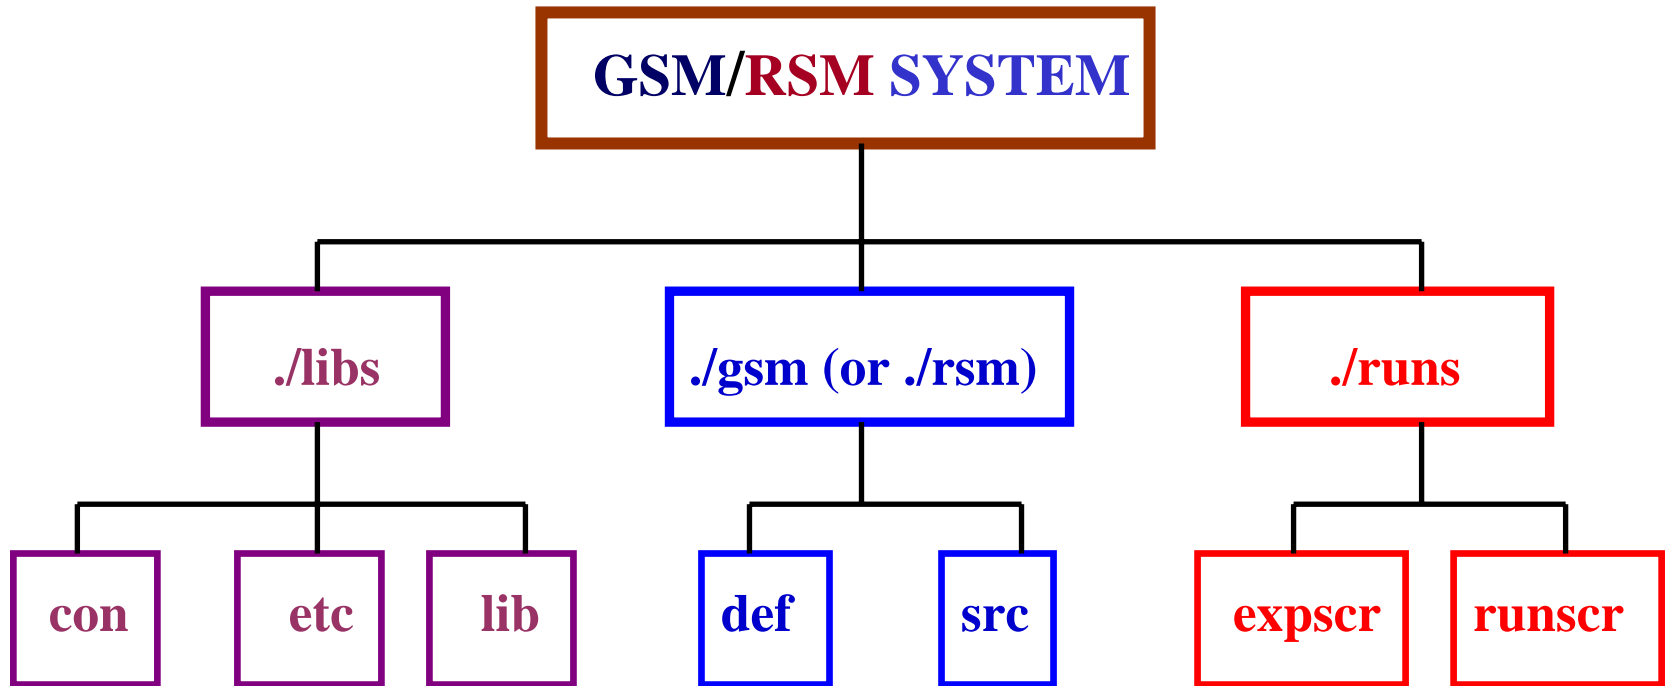 GSM/RSM SYSTEM
./libs
./gsm (or ./rsm)
./runs
con
etc
lib
def
src
expscr
runscr